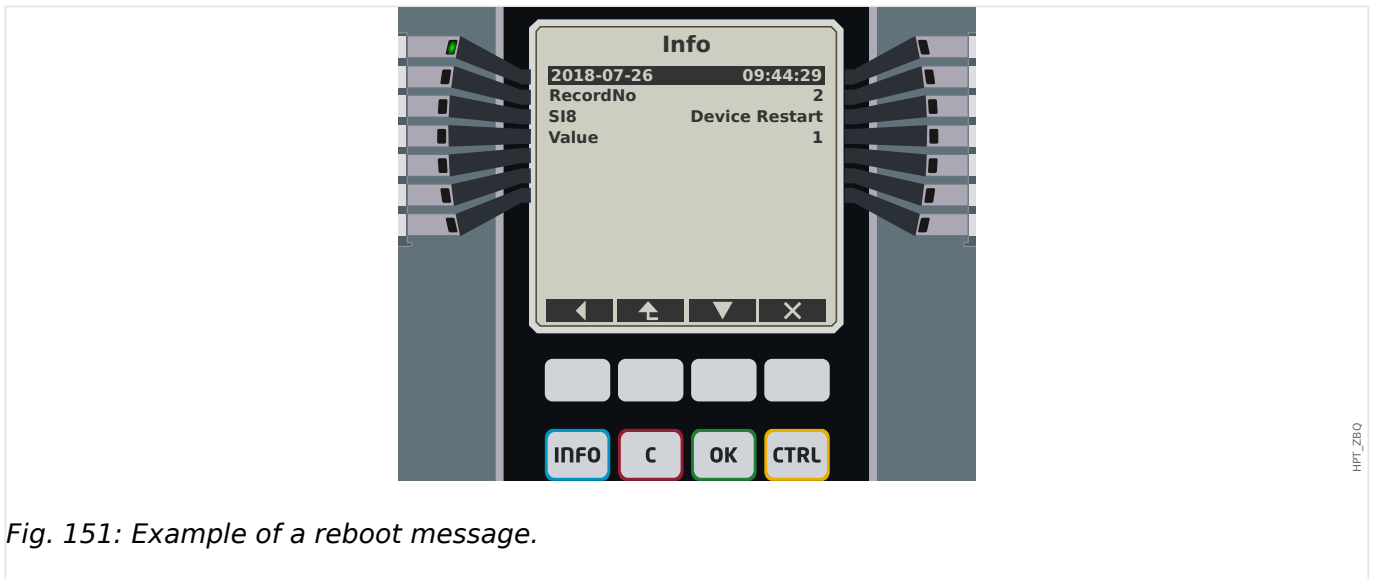 Info
2018-07-26 09:44:29
RecordNo 2
SI8 Device Restart
Value 1
INFO C OK CTRL
HPT_ZBQ
Fig. 151: Example of a reboot message.